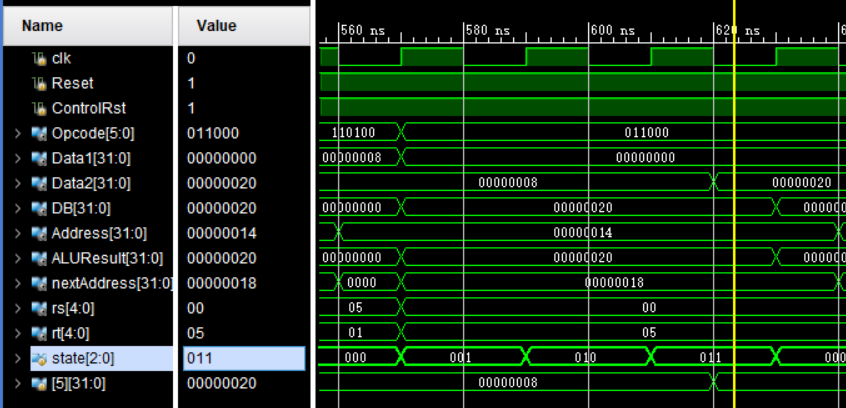 Name Value 560 ns 580 ns 600 ns 620 ns
clk 0
Reset 1
ControlRst 1
Opcode[5:0] 011000 110100 011000
Data1[31:0] 00000000 00000008 00000000
Data2[31:0] 00000020 00000008 00000020
DB[31:0] 00000020 00000000 00000020
Address[31:0] 00000014 00000014
ALUResult[31:0] 00000020 00000000 00000020
nextAddress[31:0] 00000018 0000 00000018
rs[4:0] 00 05 00
rt[4:0] 05 01 05
state[2:0] 011 000 001 010 011 000
[5][31:0] 00000020 00000008